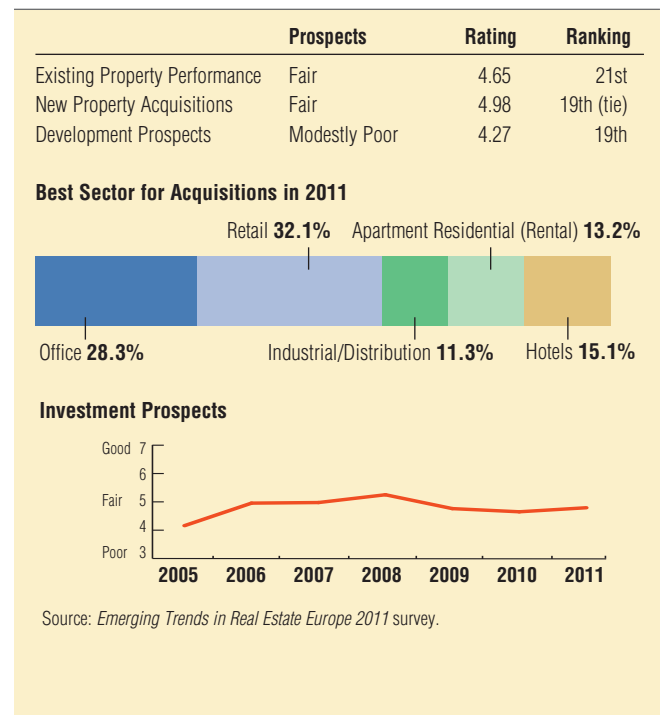 Prospects Rating Ranking
Existing Property Performance Fair 4.65 21st
New Property Acquisitions Fair 4.98 19th (tie)
Development Prospects Modestly Poor 4.27 19th
Best Sector for Acquisitions in 2011
Retail 32.1% Apartment Residential (Rental) 13.2%
Office 28.3% Industrial/Distribution 11.3% Hotels 15.1%
Investment Prospects
Good 7
6
Fair 5
4
Poor 3
2005 2006 2007 2008 2009 2010 2011
Source: Emerging Trends in Real Estate Europe 2011 survey.